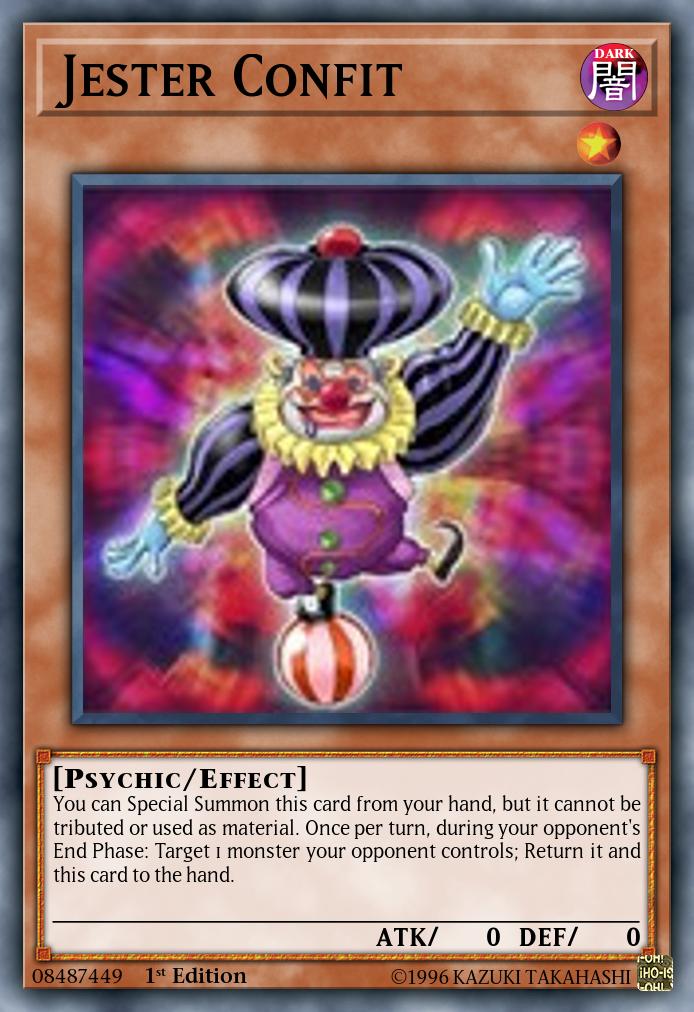 Jester Confit
DARK
闇
[Psychic/Effect]
You can Special Summon this card from your hand, but it cannot be
tributed or used as material. Once per turn, during your opponent's
End Phase: Target 1 monster your opponent controls; Return it and
this card to the hand.
ATK/ 0 DEF/ 0
08487449 1st Edition ©1996 KAZUKI TAKAHASHI